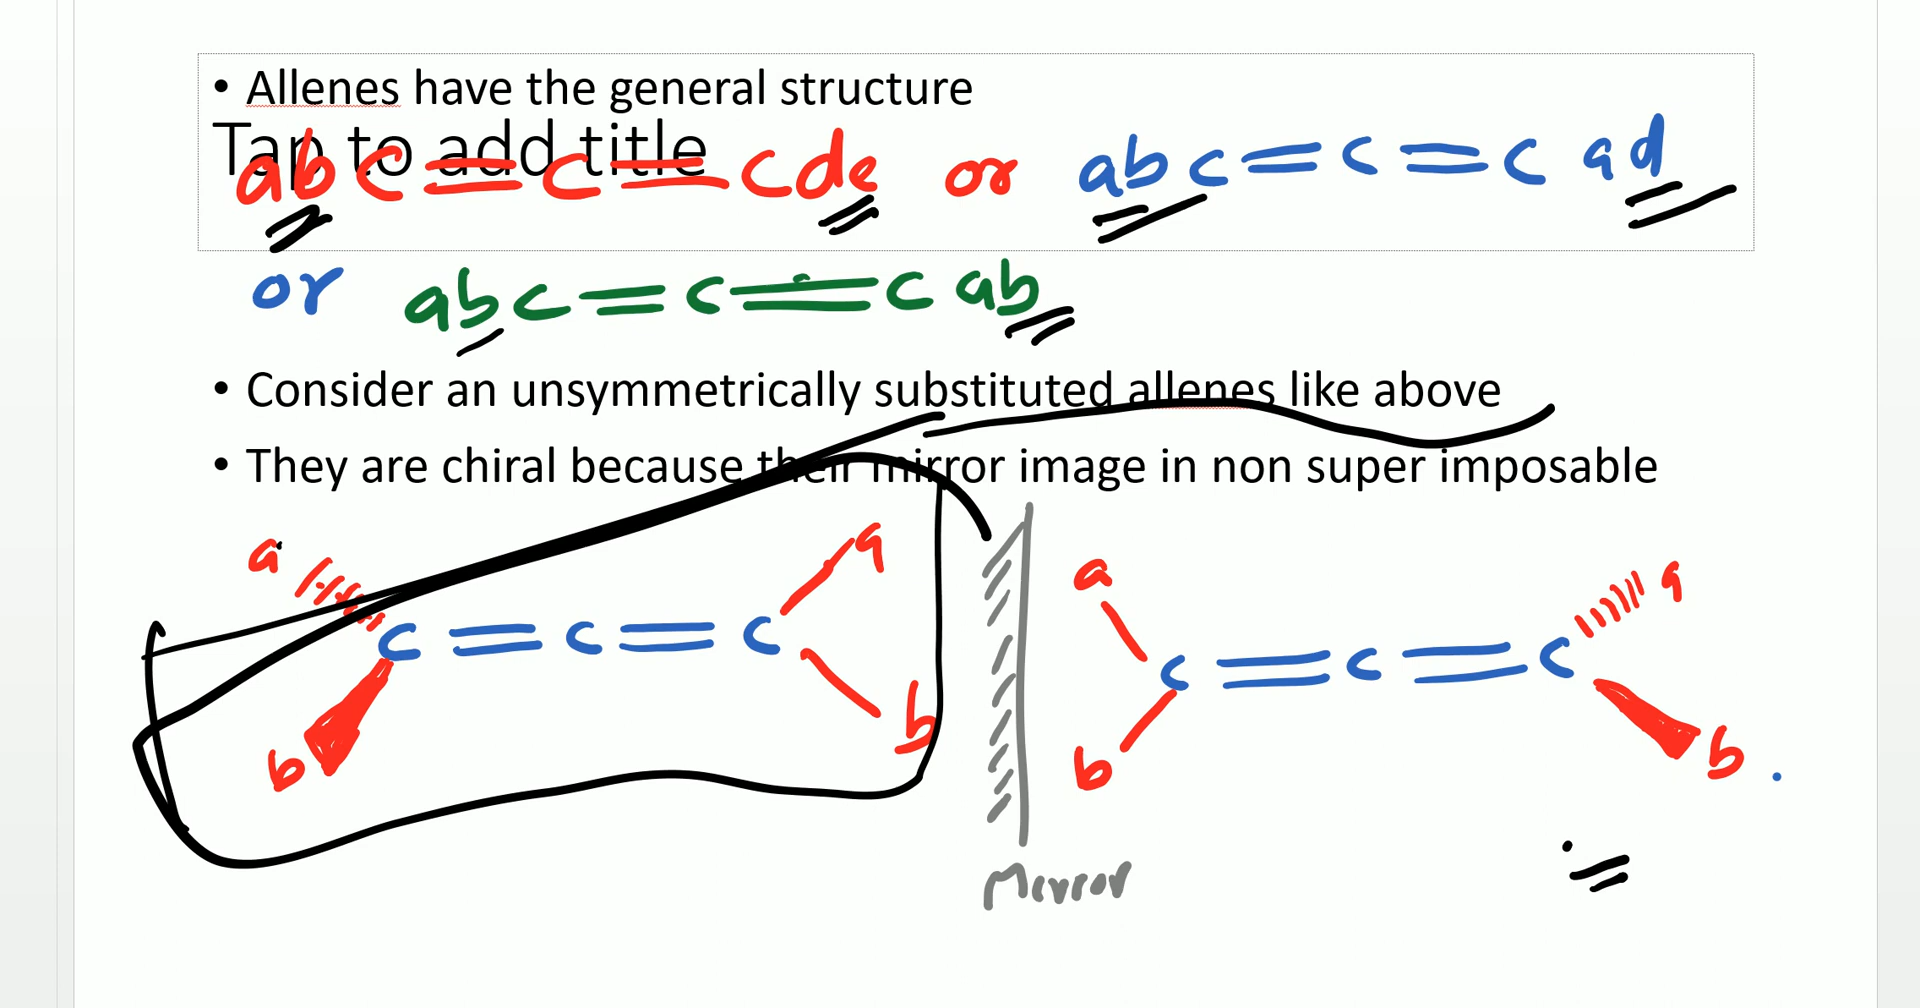 • Allenes have the general structure
Tap to add title
abc=c=cde or abc=c=cad
or abc=c=cab
• Consider an unsymmetrically substituted allenes like above
• They are chiral because their mirror image in non super imposable
a a a a
c=c=c c=c=c
b b b b
Mirror